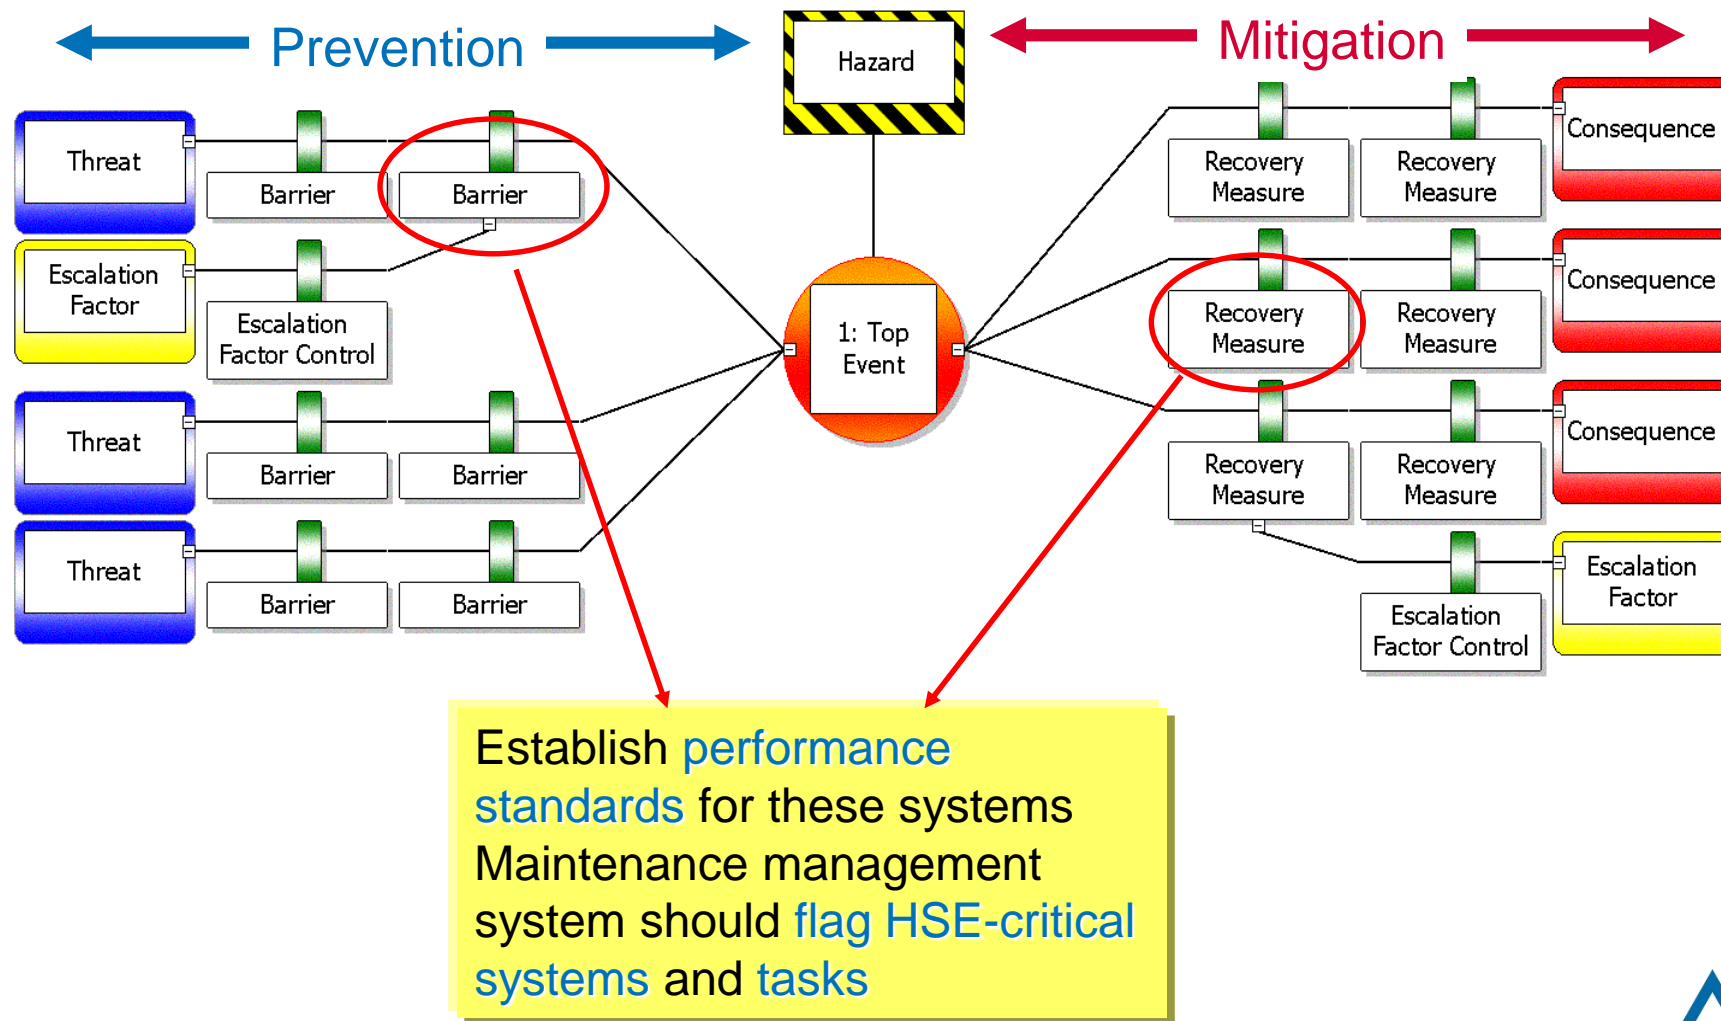 Prevention
Hazard
Mitigation
Threat
Barrier
Barrier
Recovery
Measure
Recovery
Measure
Consequence
Escalation
Factor
Escalation
Factor Control
1: Top
Event
Recovery
Measure
Recovery
Measure
Consequence
Threat
Barrier
Barrier
Recovery
Measure
Recovery
Measure
Consequence
Threat
Barrier
Barrier
Escalation
Factor Control
Escalation
Factor
Establish performance
standards for these systems
Maintenance management
system should flag HSE-critical
systems and tasks